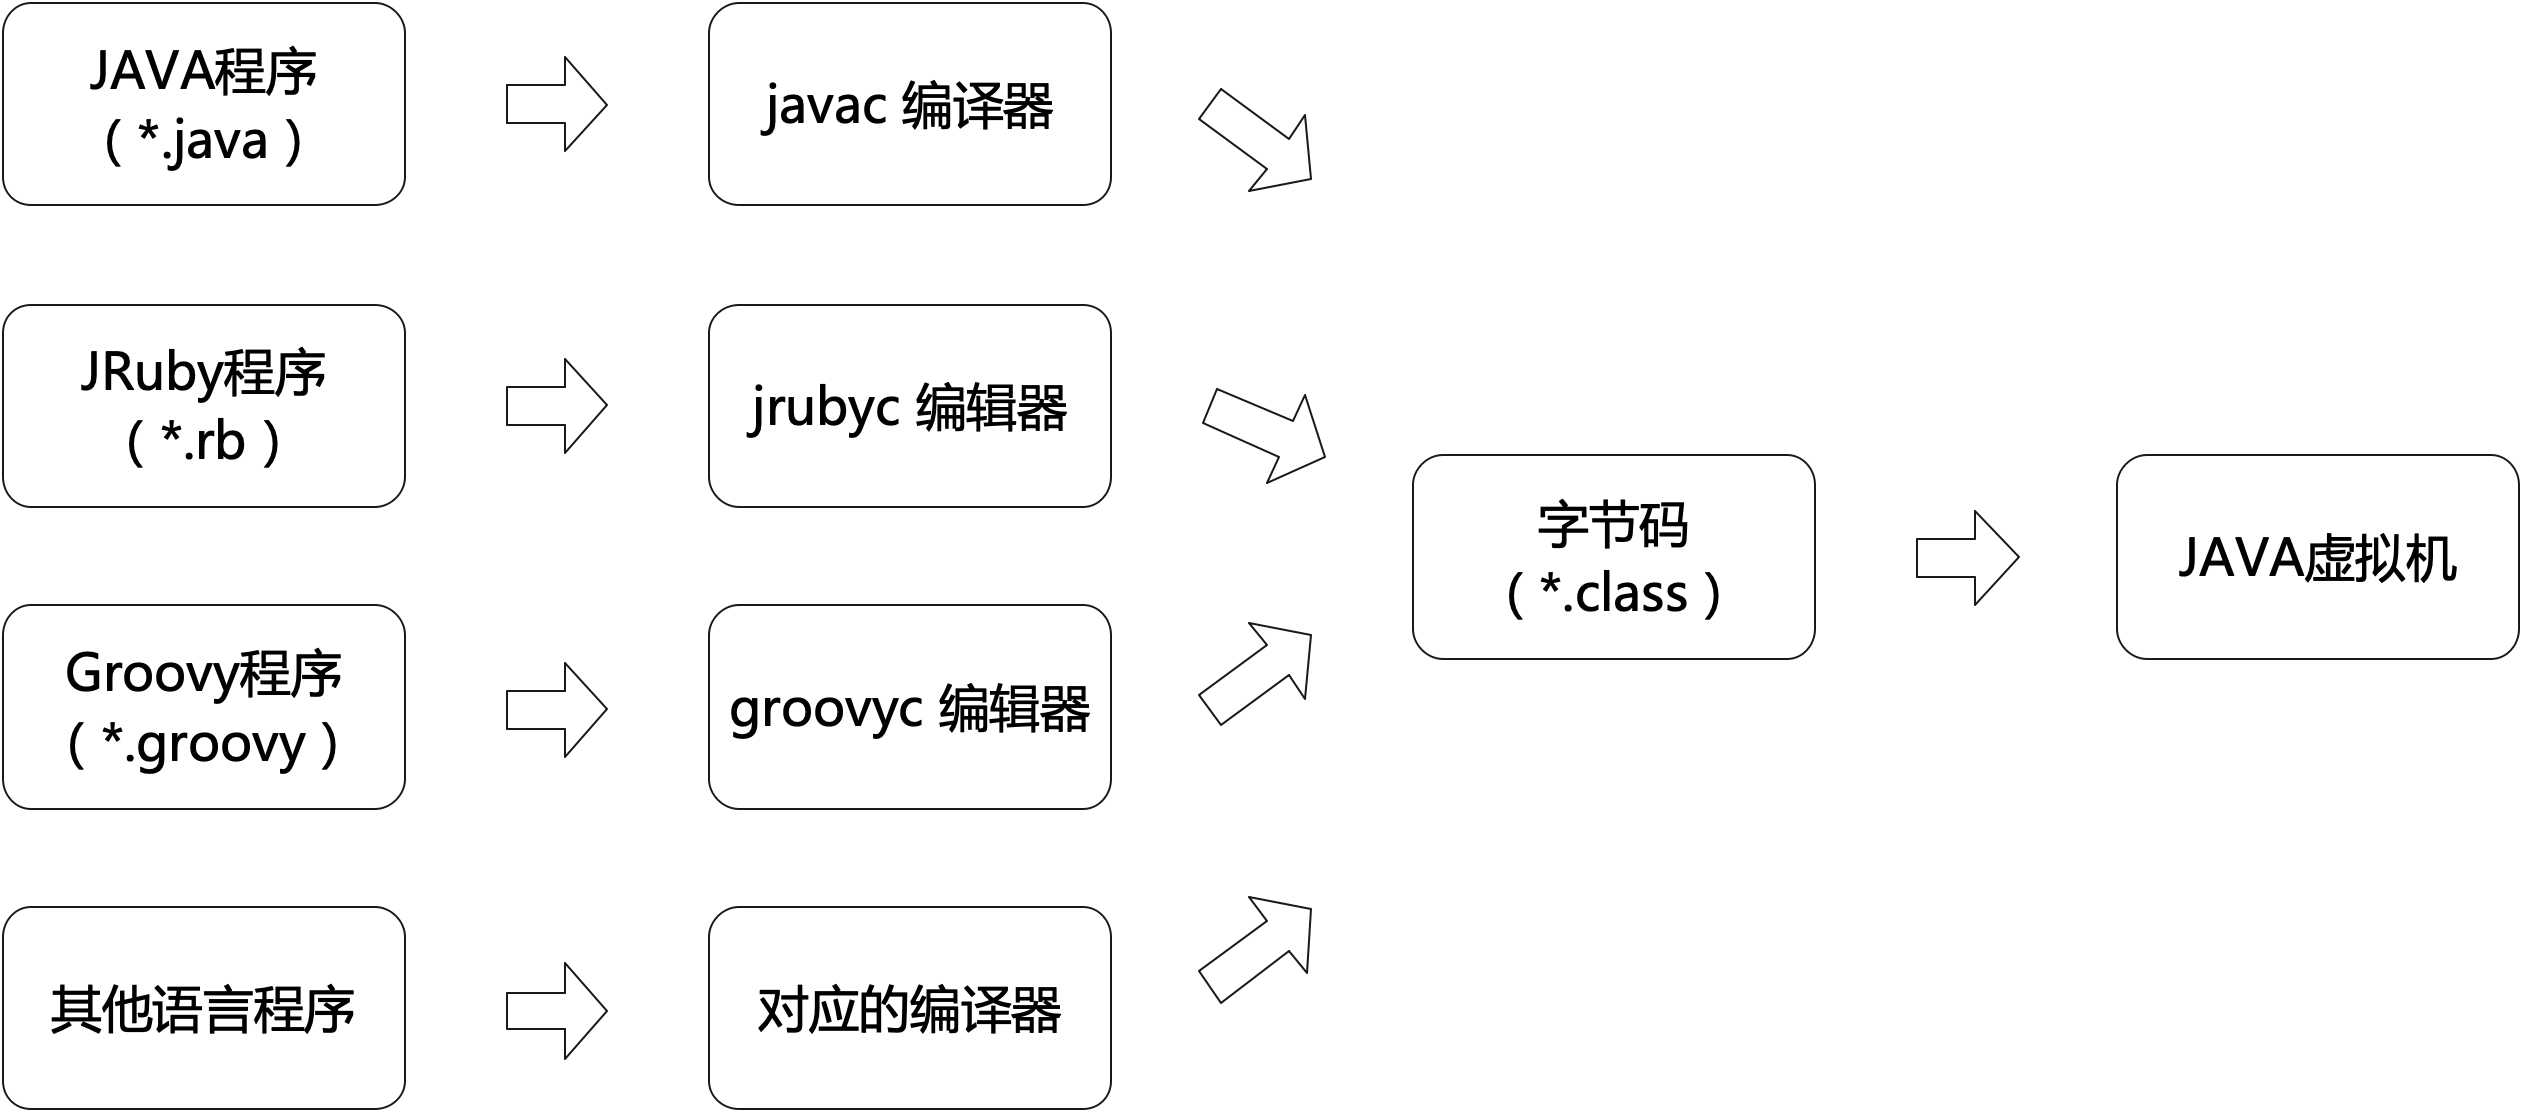 JAVA程序
（*.java）
javac 编译器
JRuby程序
（*.rb）
jrubyc 编辑器
Groovy程序
（*.groovy）
groovyc 编辑器
其他语言程序
对应的编译器
字节码
（*.class）
JAVA虚拟机